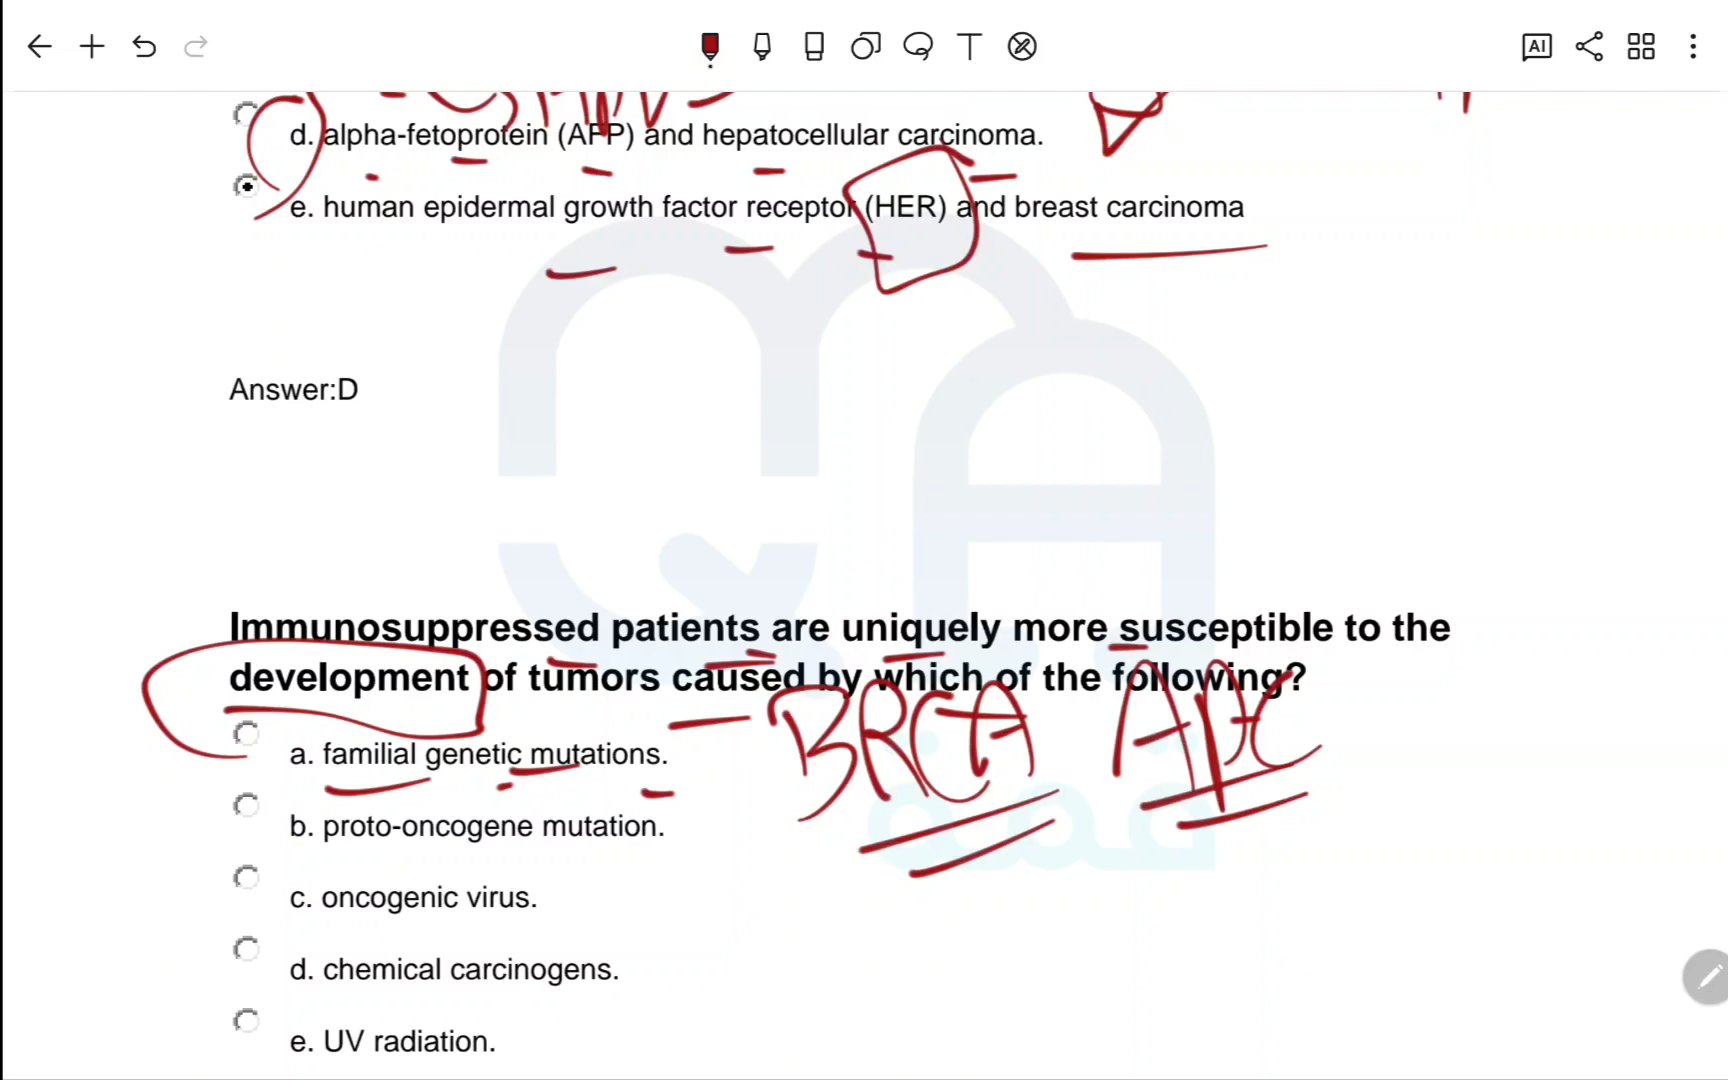 AI
d. alpha-fetoprotein (AFP) and hepatocellular carcinoma.
e. human epidermal growth factor receptor (HER) and breast carcinoma
Answer:D
Immunosuppressed patients are uniquely more susceptible to the
development of tumors caused by which of the following?
BRCA APC
a. familial genetic mutations.
b. proto-oncogene mutation.
c. oncogenic virus.
d. chemical carcinogens.
e. UV radiation.